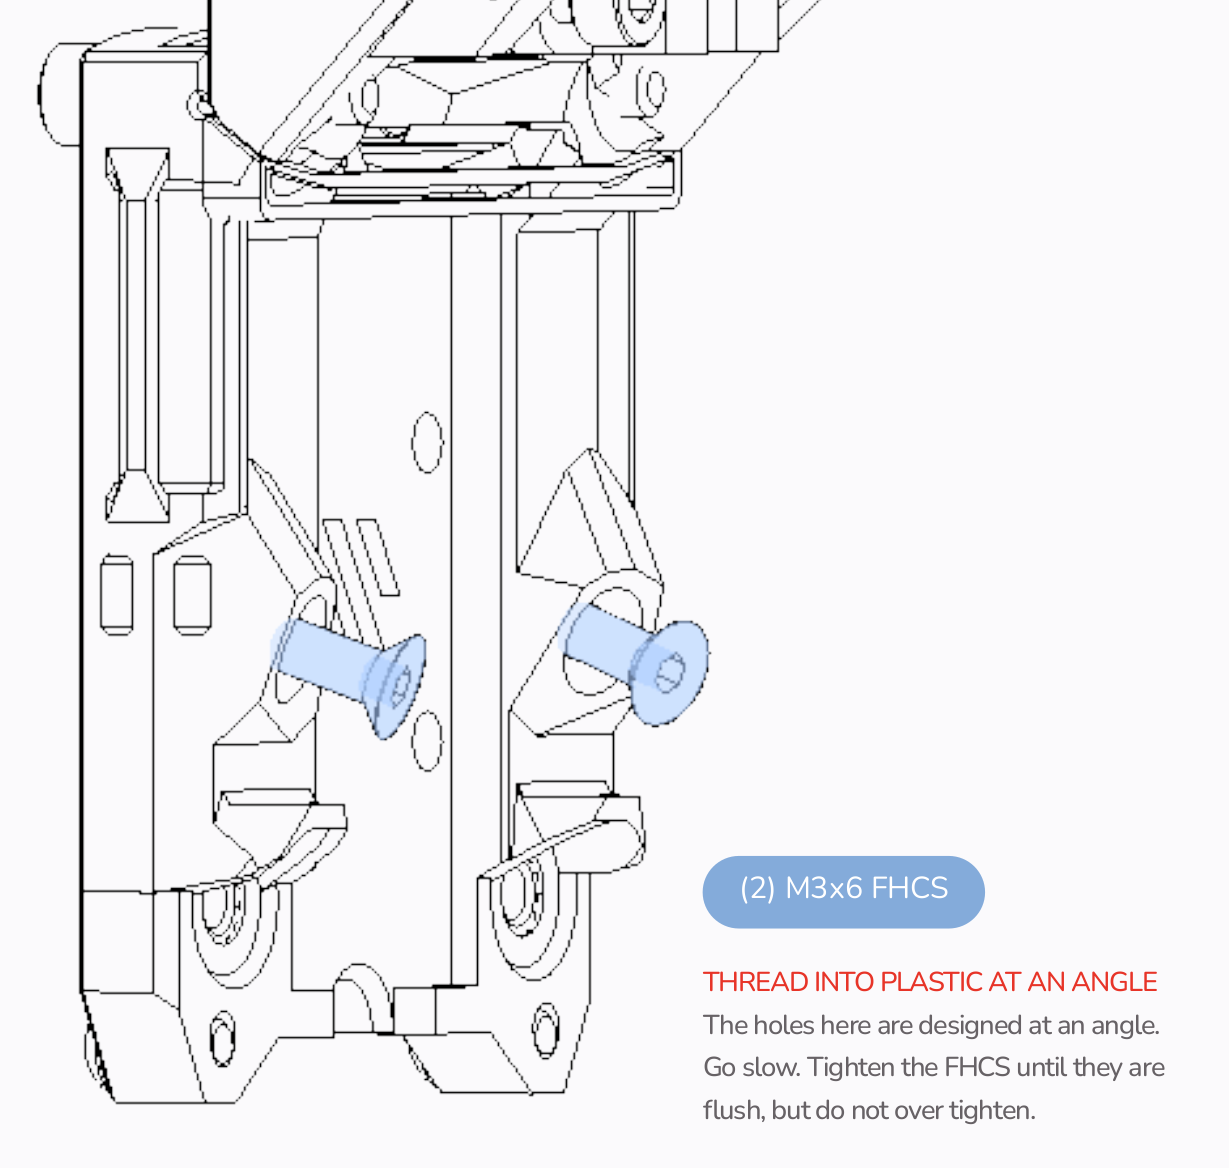 (2) M3x6 FHCS
THREAD INTO PLASTIC AT AN ANGLE
The holes here are designed at an angle.
Go slow. Tighten the FHCS until they are
flush, but do not over tighten.